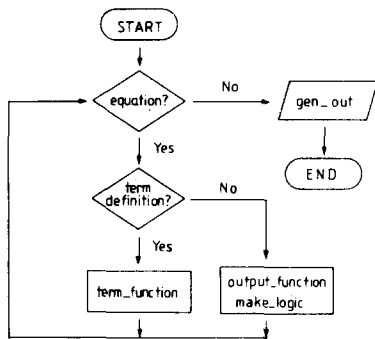 START
equation?
No
gen_out
Yes
END
term
definition?
No
Yes
term_function
output_function
make_logic